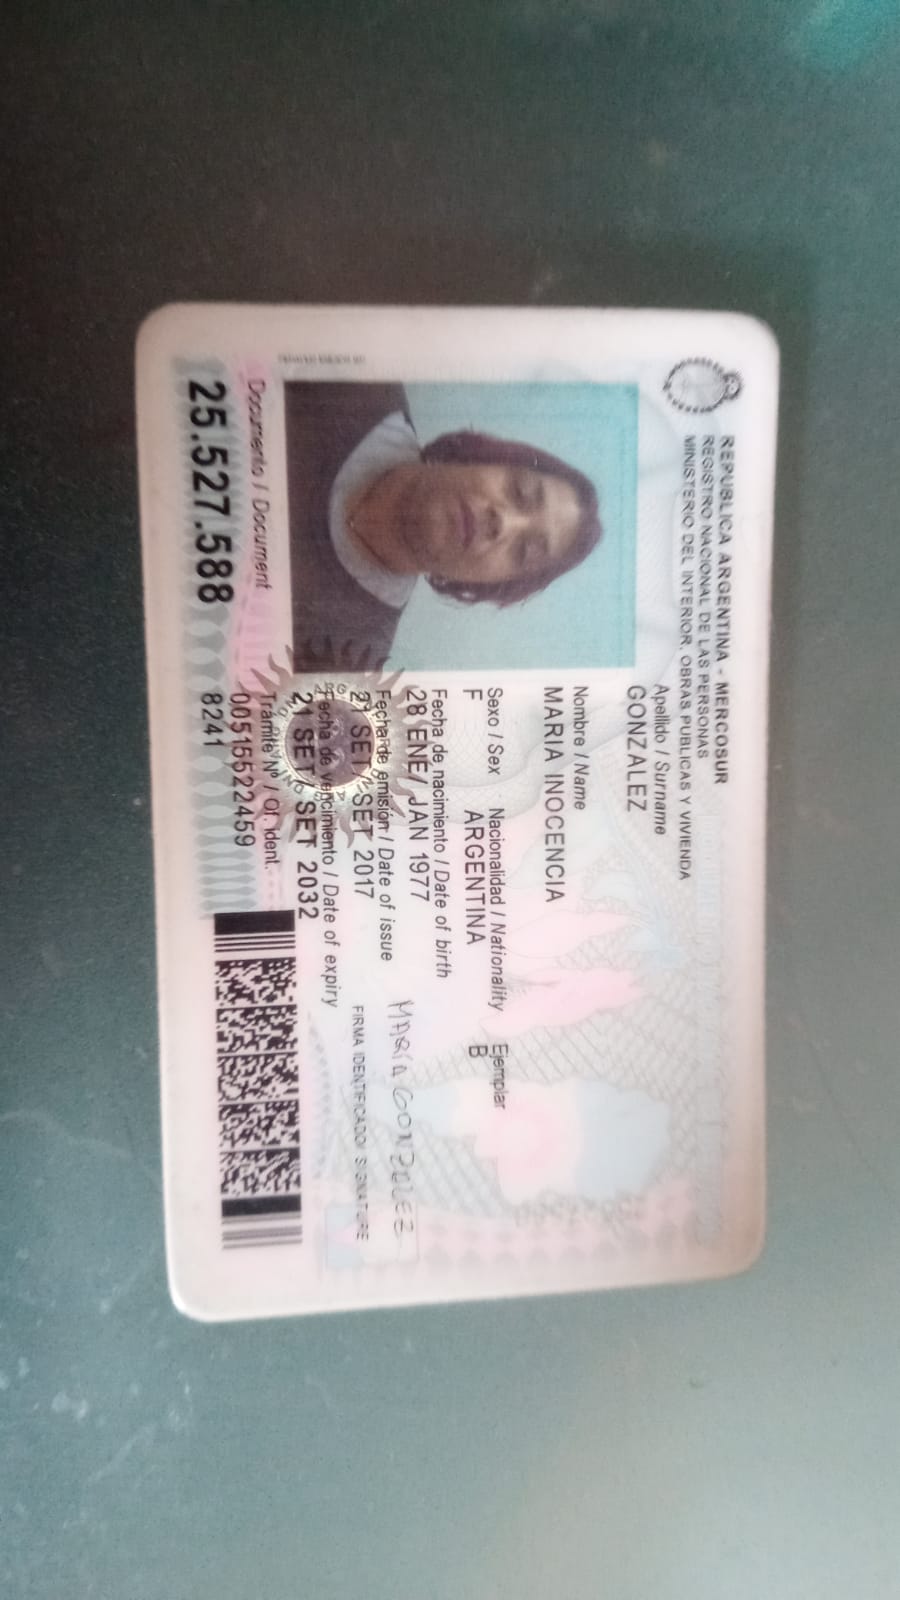 REPUBLICA ARGENTINA - MERCOSUR
REGISTRO NACIONAL DE LAS PERSONAS
MINISTERIO DEL INTERIOR, OBRAS PUBLICAS Y VIVIENDA
Apellido / Surname
GONZALEZ
Nombre / Name
MARIA INOCENCIA
Sexo / Sex Nacionalidad / Nationality Ejemplar
F ARGENTINA B
Fecha de nacimiento / Date of birth
28 ENE/ JAN 1977
Fecha de emisión / Date of issue
SET/ SET 2017
Fecha de vencimiento / Date of expiry
21 SET/ SET 2032
MARIA GONZALEZ
FIRMA IDENTIFICADO/ SIGNATURE
Trámite Nº / Of. ident.
00515522459
8241
Documento / Document
25.527.588